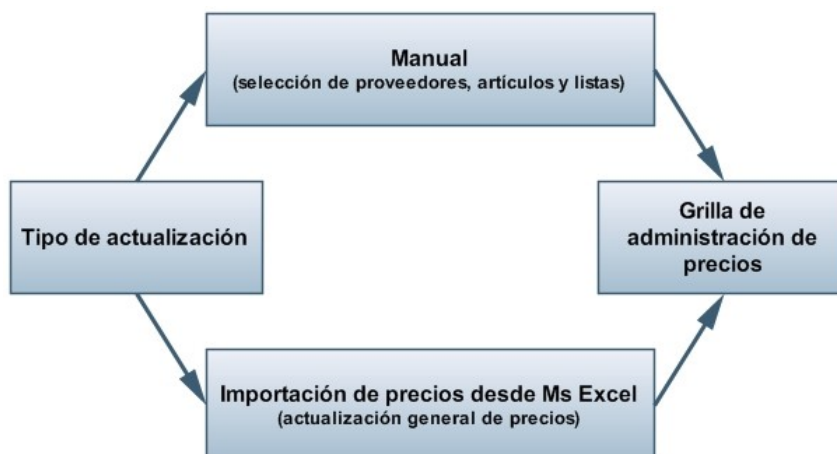 Manual
(selección de proveedores, artículos y listas)
Tipo de actualización
Grilla de
administración de
precios
Importación de precios desde Ms Excel
(actualización general de precios)